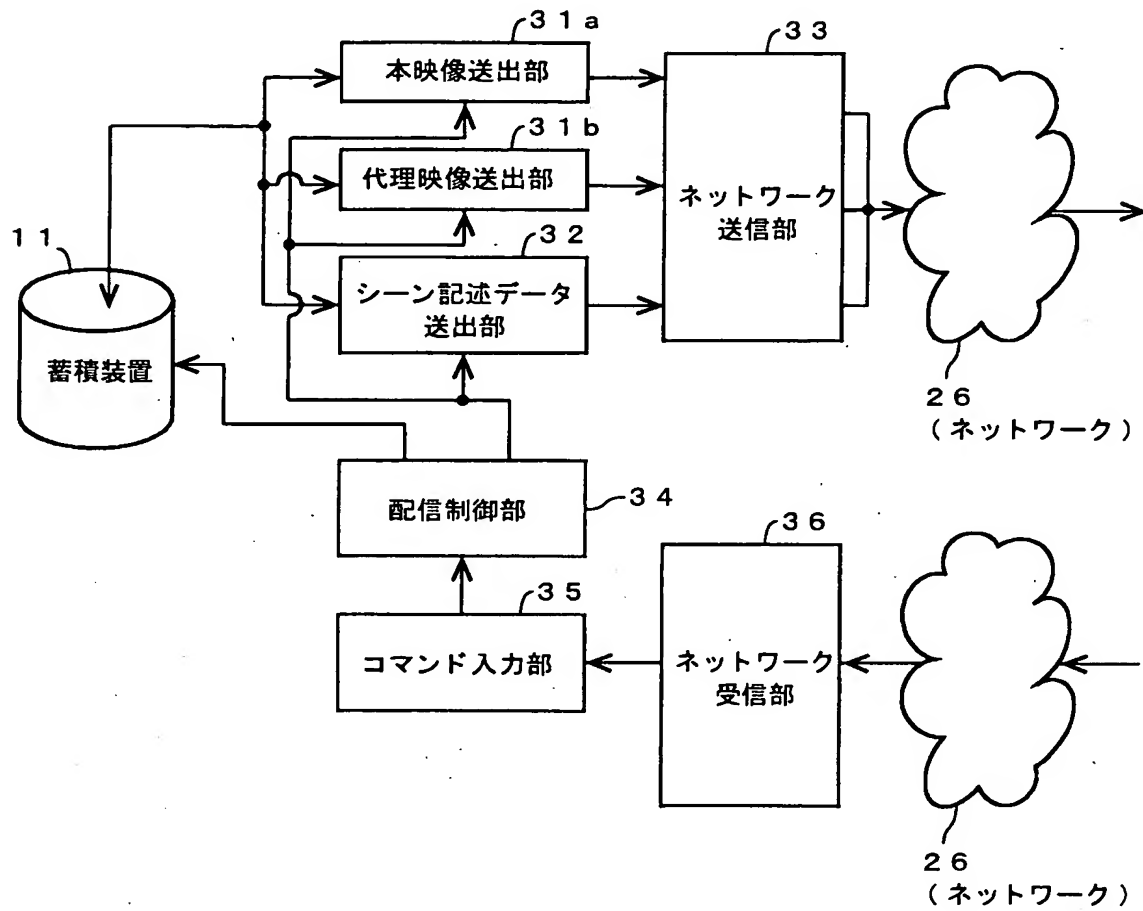 31a
本映像送出部
33
31b
代理映像送出部
ネットワーク
送信部
11
32
シーン記述データ
送出部
蓄積装置
26
(ネットワーク)
配信制御部
34
36
35
コマンド入力部
ネットワーク
受信部
26
(ネットワーク)